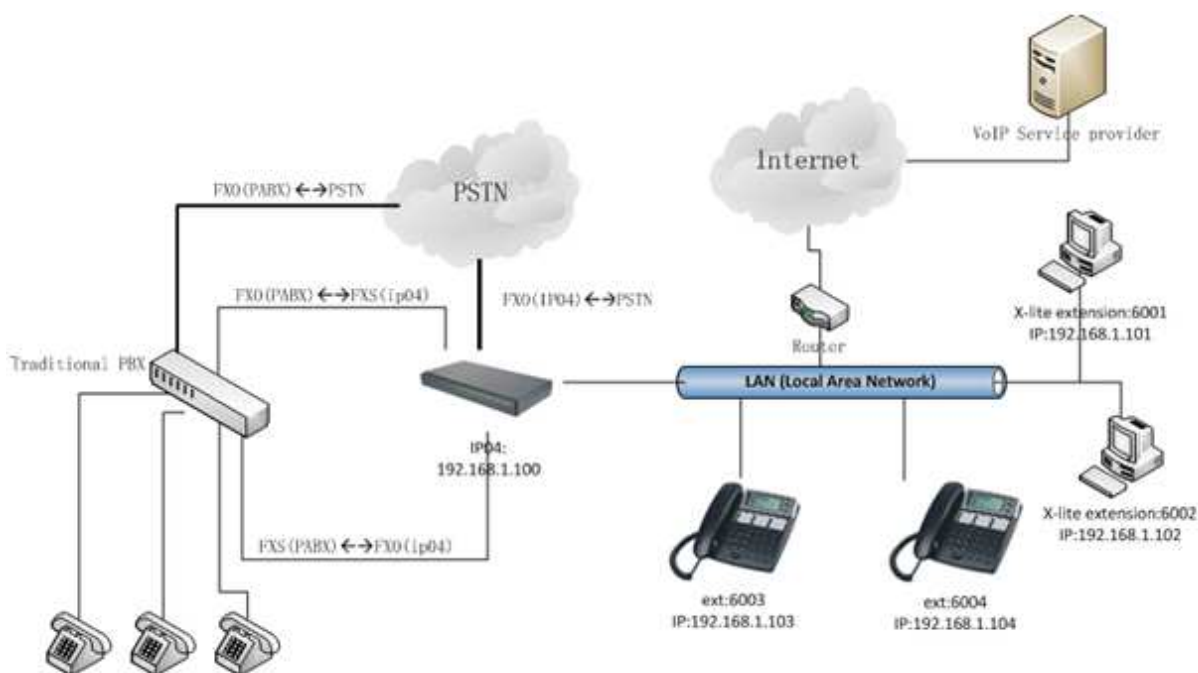 VoIP Service provider
Internet
FXO(PABX)←→PSTN
PSTN
FXO(PABX)←→FXS(ip04)
FXO(IP04)←→PSTN
X-lite extension:6001
IP:192.168.1.101
Router
Traditional PBX
LAN (Local Area Network)
IP04:
192.168.1.100
X-lite extension:6002
IP:192.168.1.102
FXS(PABX)←→FXO(ip04)
ext:6003
IP:192.168.1.103
ext:6004
IP:192.168.1.104